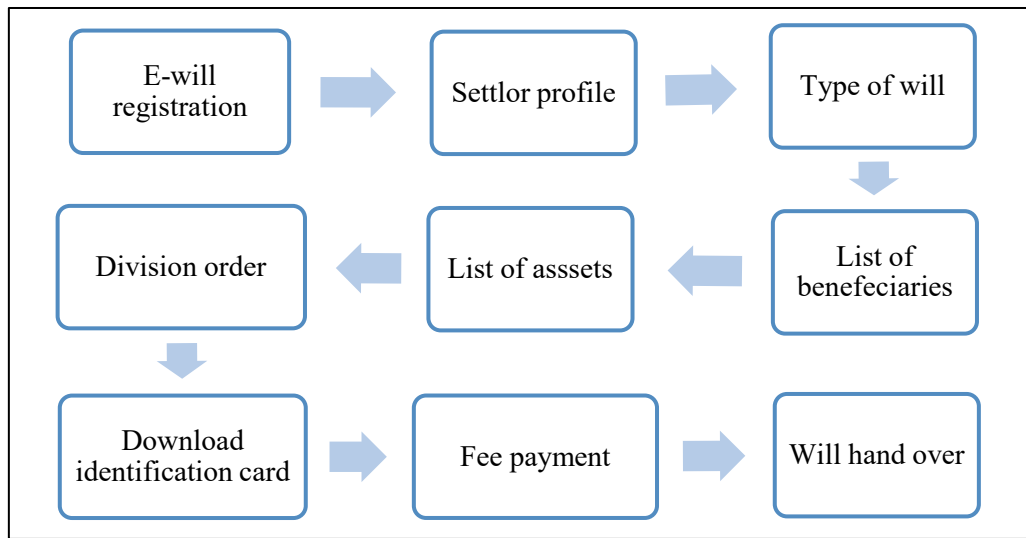 E-will
registration
Settlor profile
Type of will
List of
benefeciaries
List of asssets
Division order
Download
identification card
Fee payment
Will hand over